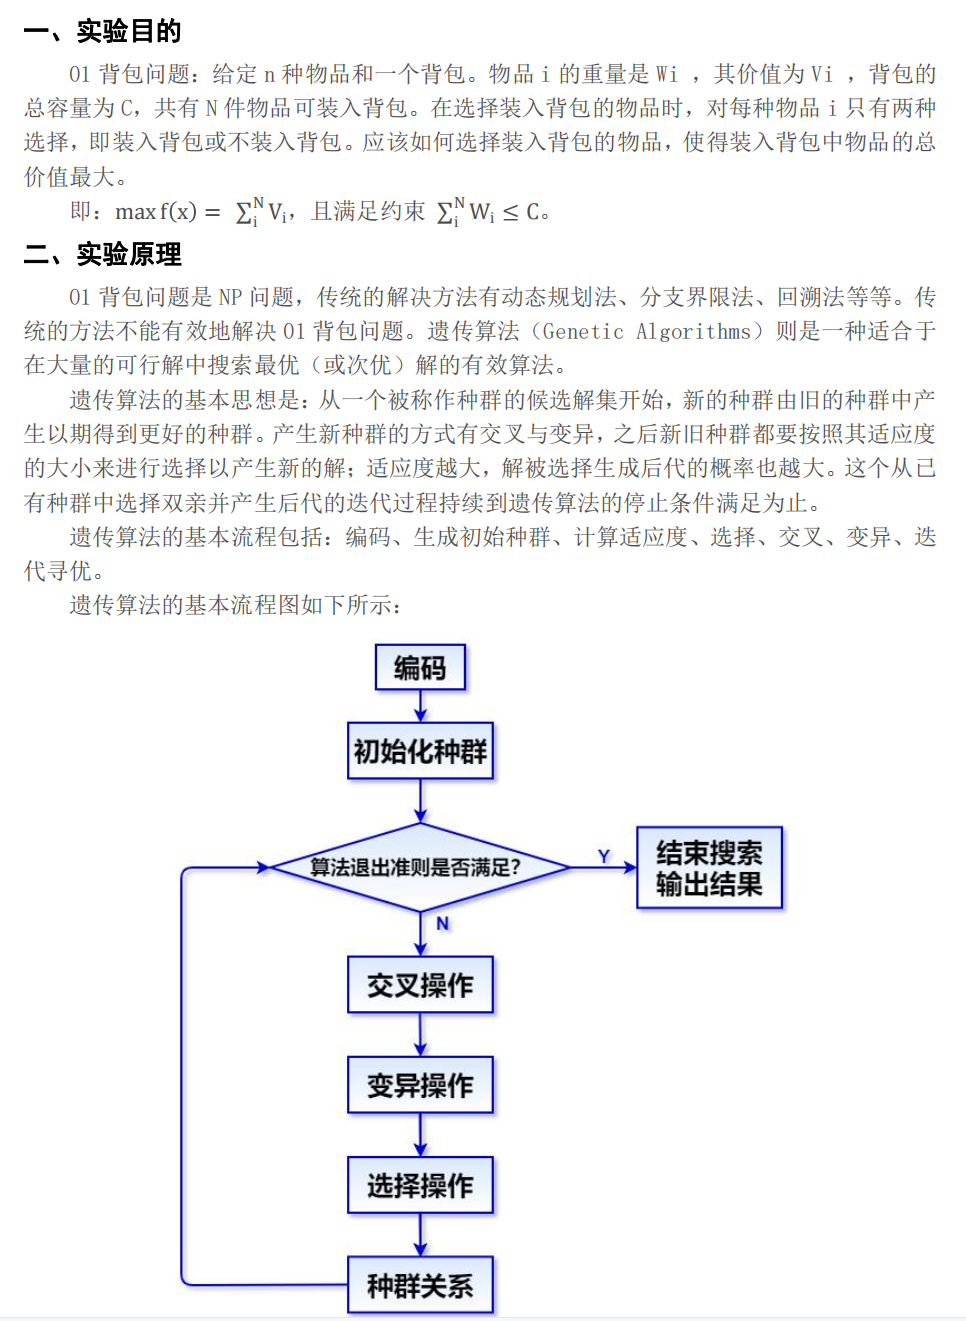 一、实验目的
01 背包问题：给定 n 种物品和一个背包。物品 i 的重量是 Wi ，其价值为 Vi ，背包的
总容量为 C，共有 N 件物品可装入背包。在选择装入背包的物品时，对每种物品 i 只有两种
选择，即装入背包或不装入背包。应该如何选择装入背包的物品，使得装入背包中物品的总
价值最大。
即：max f(x) = ∑ᵢᴺ Vᵢ，且满足约束 ∑ᵢᴺ Wᵢ ≤ C。
二、实验原理
01 背包问题是 NP 问题，传统的解决方法有动态规划法、分支界限法、回溯法等等。传
统的方法不能有效地解决 01 背包问题。遗传算法（Genetic Algorithms）则是一种适合于
在大量的可行解中搜索最优（或次优）解的有效算法。
遗传算法的基本思想是：从一个被称作种群的候选解集开始，新的种群由旧的种群中产
生以期得到更好的种群。产生新种群的方式有交叉与变异，之后新旧种群都要按照其适应度
的大小来进行选择以产生新的解；适应度越大，解被选择生成后代的概率也越大。这个从已
有种群中选择双亲并产生后代的迭代过程持续到遗传算法的停止条件满足为止。
遗传算法的基本流程包括：编码、生成初始种群、计算适应度、选择、交叉、变异、迭
代寻优。
遗传算法的基本流程图如下所示：
编码
初始化种群
算法退出准则是否满足?
Y
结束搜索
输出结果
N
交叉操作
变异操作
选择操作
种群关系